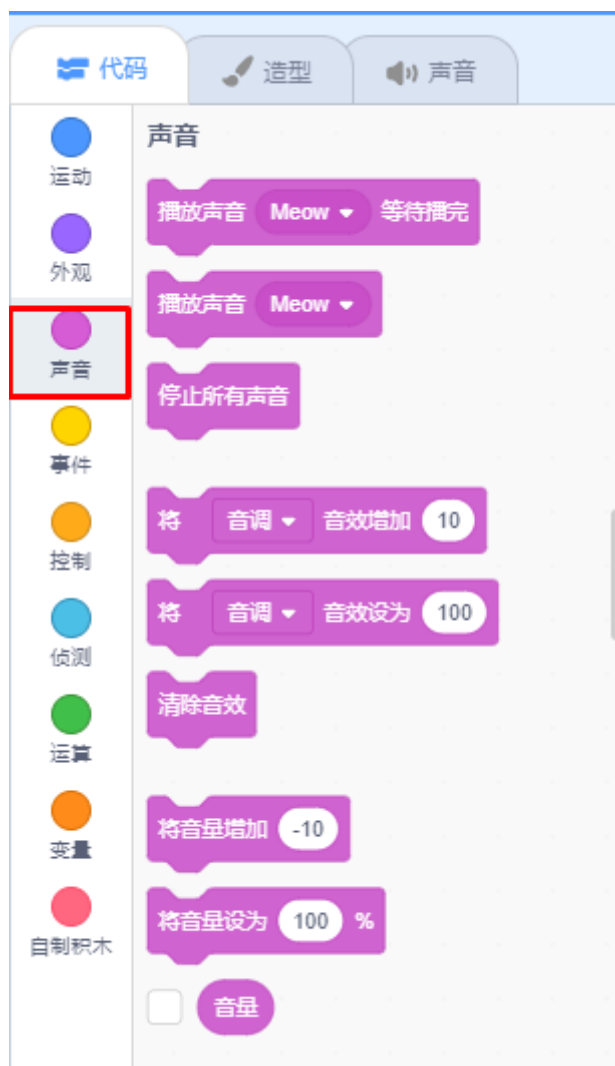 代码 造型 声音
运动
外观
声音
事件
控制
侦测
运算
变量
自制积木
声音
播放声音 Meow 等待播完
播放声音 Meow
停止所有声音
将 音调 音效增加 10
将 音调 音效设为 100
清除音效
将音量增加 -10
将音量设为 100 %
音量